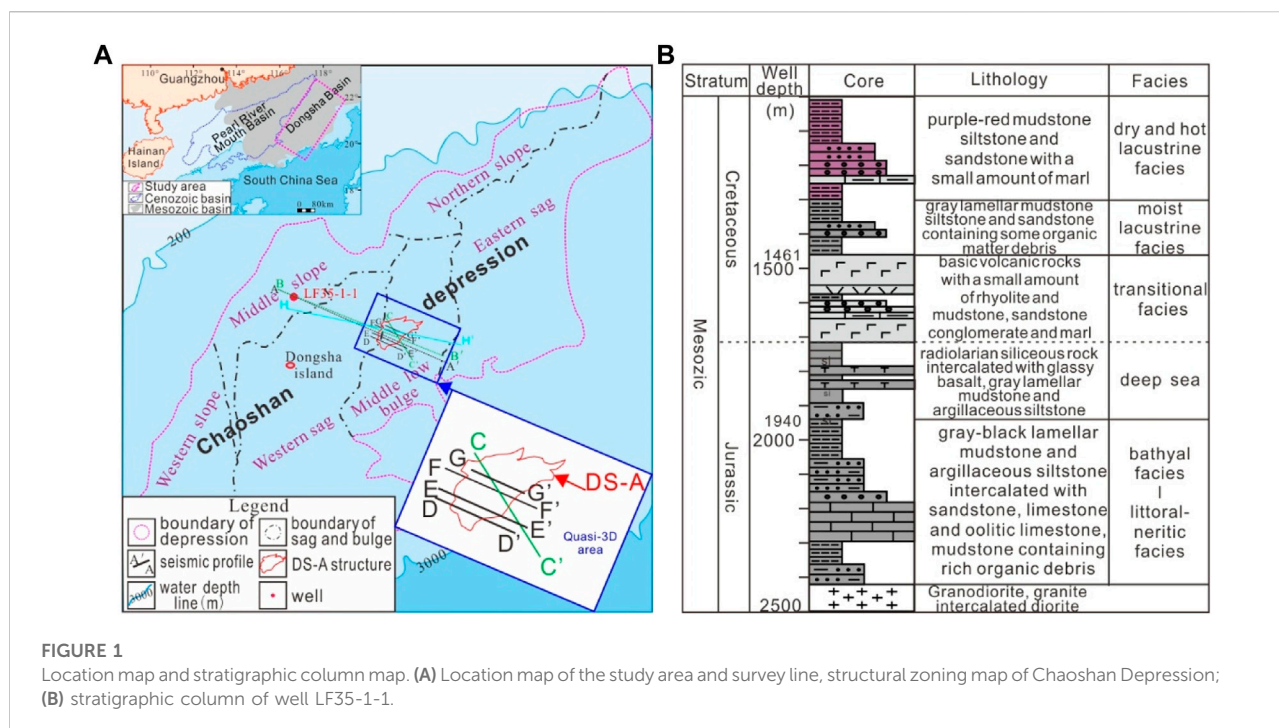 A
110°
112°
114°
116°
118°
Guangzhou
22°
Pearl River
Mouth Basin
Dongsha Basin
20°
Hainan
Island
South China Sea
18°
Study area
Cenozoic basin
Mesozoic basin
0 80km
200
Northern slope
Eastern sag
depression
Middle slope
B
LF35-1-1
H
H'
B'
A'
Dongsha
island
Middle low
bulge
Western slope
Chaoshan
Western sag
3000
C
G
F
E
D
DS-A
G'
F'
E'
D'
C'
Quasi-3D
area
Legend
boundary of
depression
boundary of
sag and bulge
A'
A
seismic profile
DS-A structure
3000
water depth
line(m)
well
B
Stratum
Well
depth
(m)
Core
Lithology
Facies
Mesozic
Cretaceous
Jurassic
1461
1500
1940
2000
2500
purple-red mudstone
siltstone and
sandstone with a
small amount of marl
dry and hot
lacustrine
facies
gray lamellar mudstone
siltstone and sandstone
containing some organic
matter debris
moist
lacustrine
facies
basic volcanic rocks
with a small amount
of rhyolite and
mudstone, sandstone
conglomerate and marl
transitional
facies
radiolarian siliceous rock
intercalated with glassy
basalt, gray lamellar
mudstone and
argillaceous siltstone
deep sea
gray-black lamellar
mudstone and
argillaceous siltstone
intercalated with
sandstone, limestone
and oolitic limestone,
mudstone containing
rich organic debris
bathyal
facies
|
littoral-
neritic
facies
Granodiorite, granite
intercalated diorite
FIGURE 1
Location map and stratigraphic column map. (A) Location map of the study area and survey line, structural zoning map of Chaoshan Depression;
(B) stratigraphic column of well LF35-1-1.